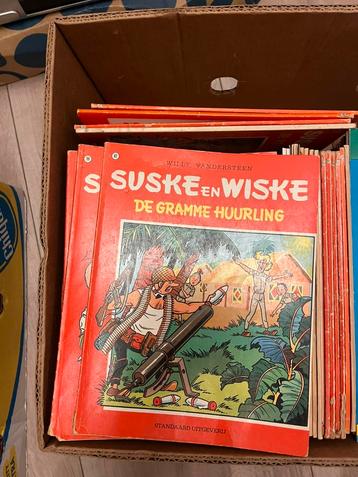 WILLY VANDERSTEEN
SUSKE EN WISKE
DE GRAMME HUURLING
STANDAARD UITGEVERIJ
S
S